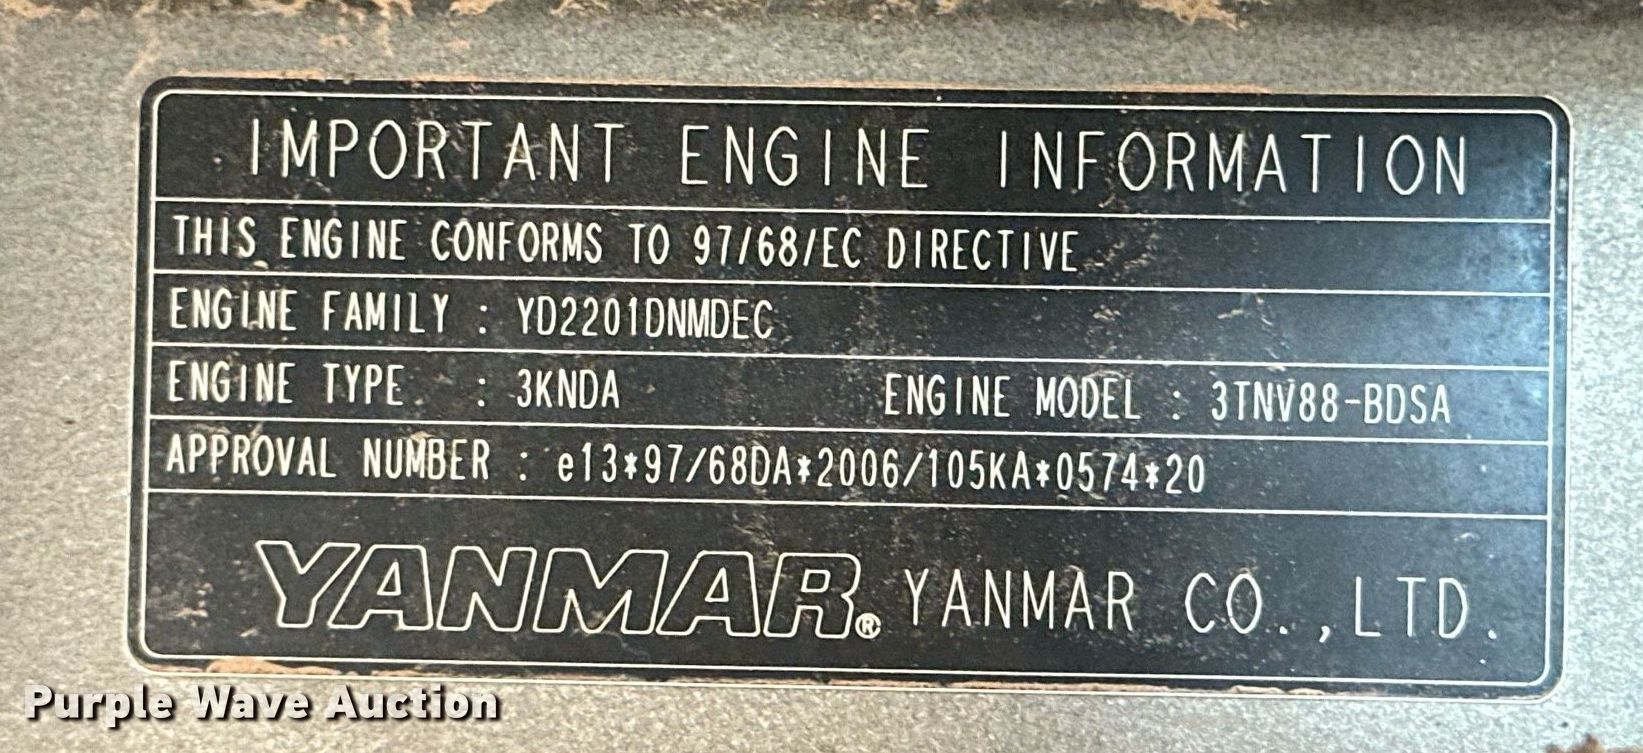 IMPORTANT ENGINE INFORMATION
THIS ENGINE CONFORMS TO 97/68/EC DIRECTIVE
ENGINE FAMILY : YD2201DNMDEC
ENGINE TYPE : 3KNDA ENGINE MODEL : 3TNV88-BDSA
APPROVAL NUMBER : e13*97/68DA*2006/105KA*0574*20
YANMAR® YANMAR CO.,LTD.
Purple Wave Auction